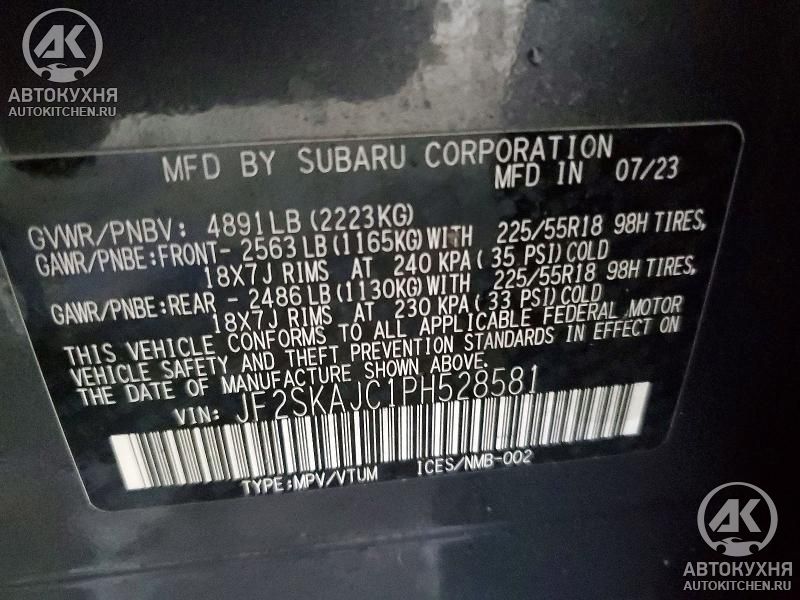 AK
АВТОКУХНЯ
AUTOKITCHEN.RU
MFD BY SUBARU CORPORATION
MFD IN 07/23
GVWR/PNBV: 4891LB (2223KG)
GAWR/PNBE:FRONT- 2563LB (1165KG)WITH 225/55R18 98H TIRES,
18X7J RIMS AT 240 KPA (35 PSI)COLD
GAWR/PNBE:REAR - 2486LB (1130KG)WITH 225/55R18 98H TIRES,
18X7J RIMS AT 230 KPA (33 PSI)COLD
THIS VEHICLE CONFORMS TO ALL APPLICABLE FEDERAL MOTOR
VEHICLE SAFETY AND THEFT PREVENTION STANDARDS IN EFFECT ON
THE DATE OF MANUFACTURE SHOWN ABOVE.
VIN: JF2SKAJC1PH528581
TYPE:MPV/VTUM ICES/NMB-002
AK
АВТОКУХНЯ
AUTOKITCHEN.RU